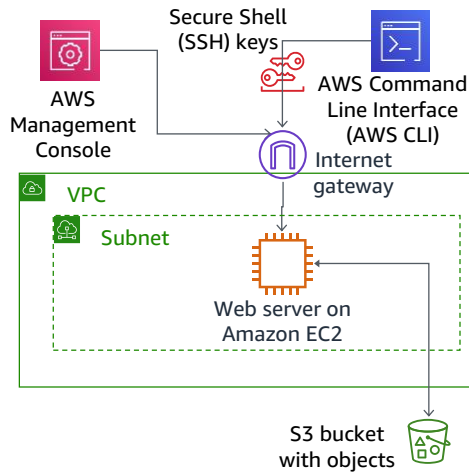 Secure Shell
(SSH) keys
AWS
Management
Console
AWS Command
Line Interface
(AWS CLI)
Internet
gateway
VPC
Subnet
Web server on
Amazon EC2
S3 bucket
with objects